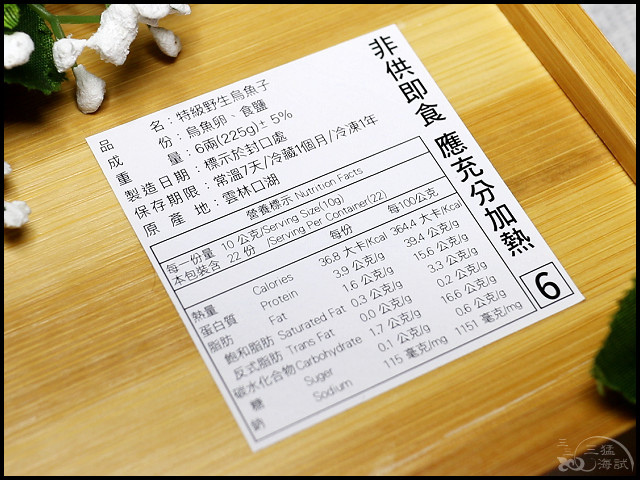 品名：特級野生烏魚子
成份：烏魚卵、食鹽
重量：6兩(225g)± 5%
製造日期：標示於封口處
保存期限：常溫7天/冷藏1個月/冷凍1年
原產地：雲林口湖
營養標示 Nutrition Facts
每一份量 10 公克/Serving Size(10g)
本包裝含 22 份 /Serving Per Container(22)
每份 每100公克
熱量 Calories 36.8 大卡/Kcal 364.4 大卡/Kcal
蛋白質 Protein 3.9 公克/g 39.4 公克/g
脂肪 Fat 1.6 公克/g 15.6 公克/g
飽和脂肪 Saturated Fat 0.3 公克/g 3.3 公克/g
反式脂肪 Trans Fat 0.0 公克/g 0.2 公克/g
碳水化合物 Carbohydrate 1.7 公克/g 16.6 公克/g
糖 Suger 0.1 公克/g 0.6 公克/g
鈉 Sodium 115 毫克/mg 1151 毫克/mg
非供即食 應充分加熱
6
三猛
海試